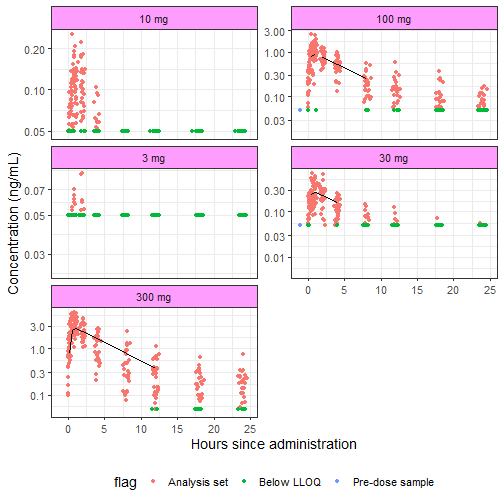 10 mg
100 mg
0.20
0.10
0.05
3.00
1.00
0.30
0.10
0.03
3 mg
30 mg
0.07
0.05
0.03
0.30
0.10
0.03
0.01
300 mg
3.0
1.0
0.3
0.1
0 5 10 15 20 25
0 5 10 15 20 25
Concentration (ng/mL)
Hours since administration
flag Analysis set Below LLOQ Pre-dose sample